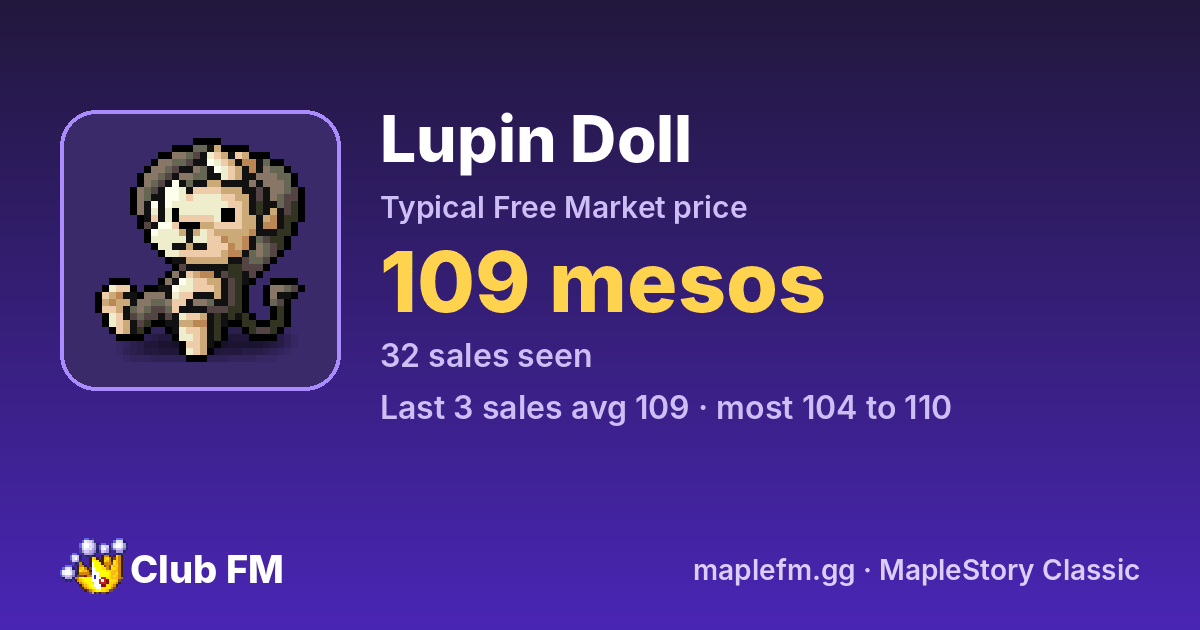 Lupin Doll
Typical Free Market price
109 mesos
32 sales seen
Last 3 sales avg 109 · most 104 to 110
Club FM
maplefm.gg · MapleStory Classic